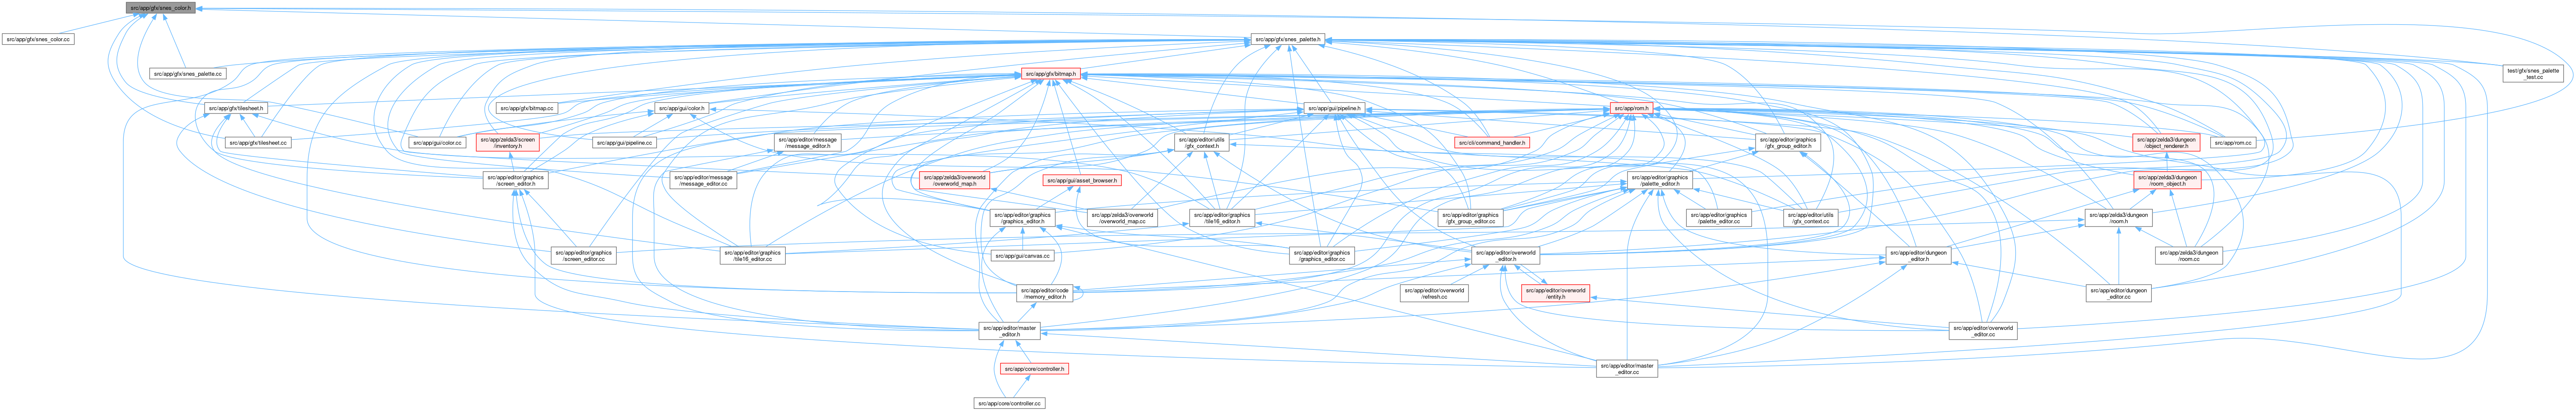 src/app/gfx/snes_color.h
src/app/gfx/snes_color.cc
src/app/gfx/snes_palette.h
src/app/gfx/snes_palette.cc
src/app/gfx/bitmap.h
test/gfx/snes_palette
_test.cc
src/app/gfx/tilesheet.h
src/app/gfx/bitmap.cc
src/app/gui/color.h
src/app/gui/pipeline.h
src/app/rom.h
src/app/gfx/tilesheet.cc
src/app/gui/color.cc
src/app/zelda3/screen
/inventory.h
src/app/gui/pipeline.cc
src/app/editor/message
/message_editor.h
src/app/editor/utils
/gfx_context.h
src/cli/command_handler.h
src/app/editor/graphics
/gfx_group_editor.h
src/app/zelda3/dungeon
/object_renderer.h
src/app/rom.cc
src/app/editor/graphics
/screen_editor.h
src/app/editor/message
/message_editor.cc
src/app/zelda3/overworld
/overworld_map.h
src/app/gui/asset_browser.h
src/app/editor/graphics
/palette_editor.h
src/app/zelda3/dungeon
/room_object.h
src/app/editor/graphics
/graphics_editor.h
src/app/zelda3/overworld
/overworld_map.cc
src/app/editor/graphics
/tile16_editor.h
src/app/editor/graphics
/gfx_group_editor.cc
src/app/editor/graphics
/palette_editor.cc
src/app/editor/utils
/gfx_context.cc
src/app/zelda3/dungeon
/room.h
src/app/editor/graphics
/screen_editor.cc
src/app/editor/graphics
/tile16_editor.cc
src/app/gui/canvas.cc
src/app/editor/graphics
/graphics_editor.cc
src/app/editor/overworld
_editor.h
src/app/editor/dungeon
_editor.h
src/app/zelda3/dungeon
/room.cc
src/app/editor/code
/memory_editor.h
src/app/editor/overworld
/refresh.cc
src/app/editor/overworld
/entity.h
src/app/editor/dungeon
_editor.cc
src/app/editor/master
_editor.h
src/app/editor/overworld
_editor.cc
src/app/core/controller.h
src/app/editor/master
_editor.cc
src/app/core/controller.cc